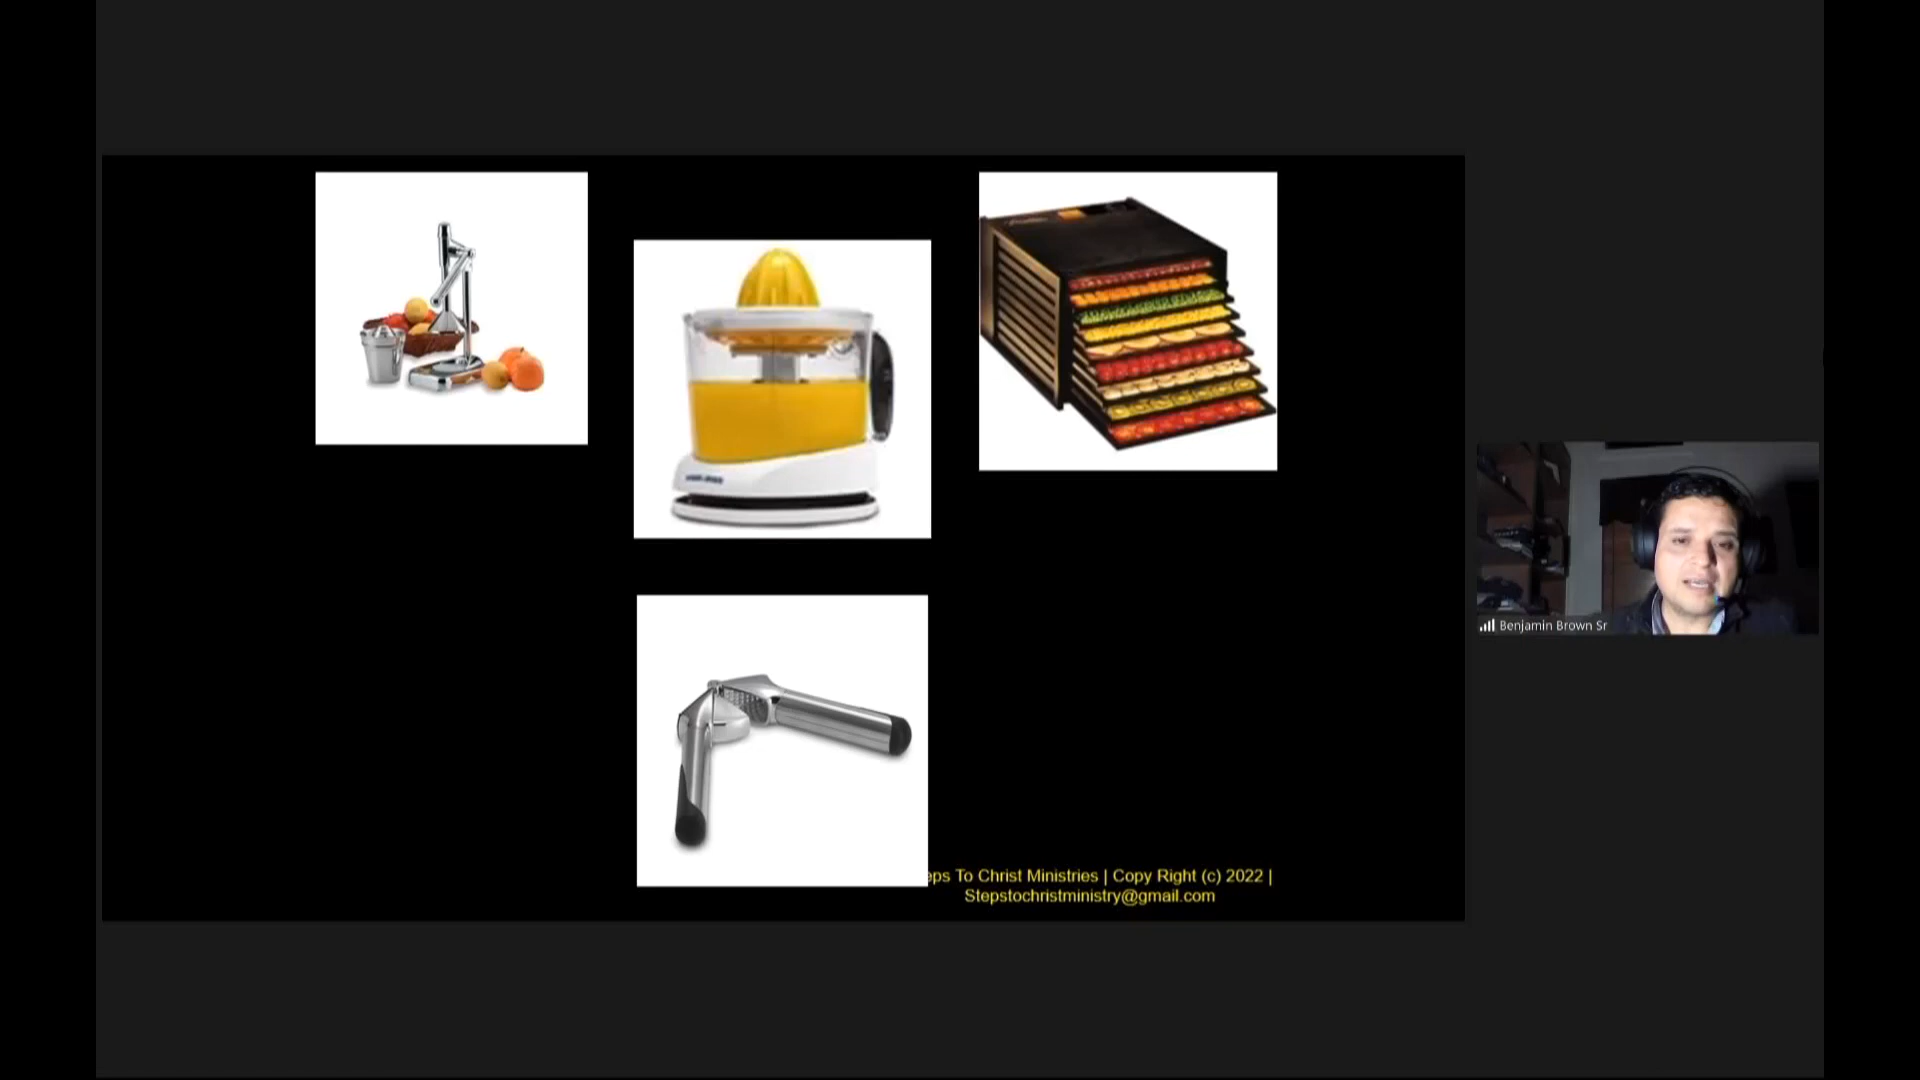 eps To Christ Ministries | Copy Right (c) 2022 |
Stepstochristministry@gmail.com
Benjamin Brown Sr